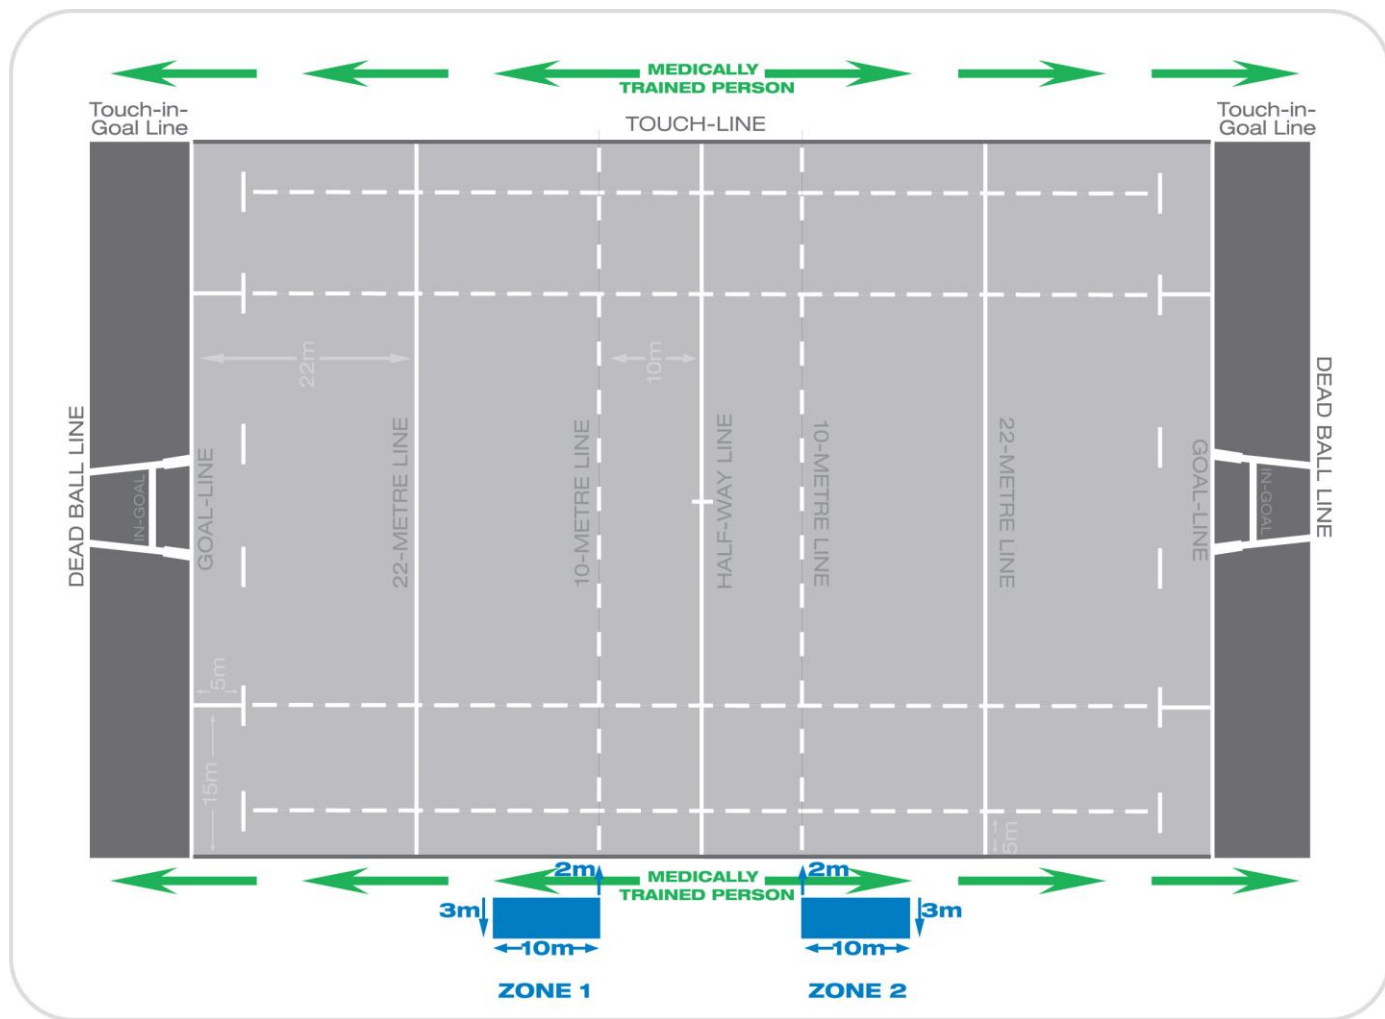 MEDICALLY
TRAINED PERSON
Touch-in-
Goal Line
TOUCH-LINE
Touch-in-
Goal Line
22m
10m
DEAD BALL LINE
IN-GOAL
GOAL-LINE
22-METRE LINE
10-METRE LINE
HALF-WAY LINE
10-METRE LINE
22-METRE LINE
GOAL-LINE
IN-GOAL
DEAD BALL LINE
5m
15m
5m
2m
MEDICALLY
TRAINED PERSON
2m
3m
10m
10m
3m
ZONE 1
ZONE 2